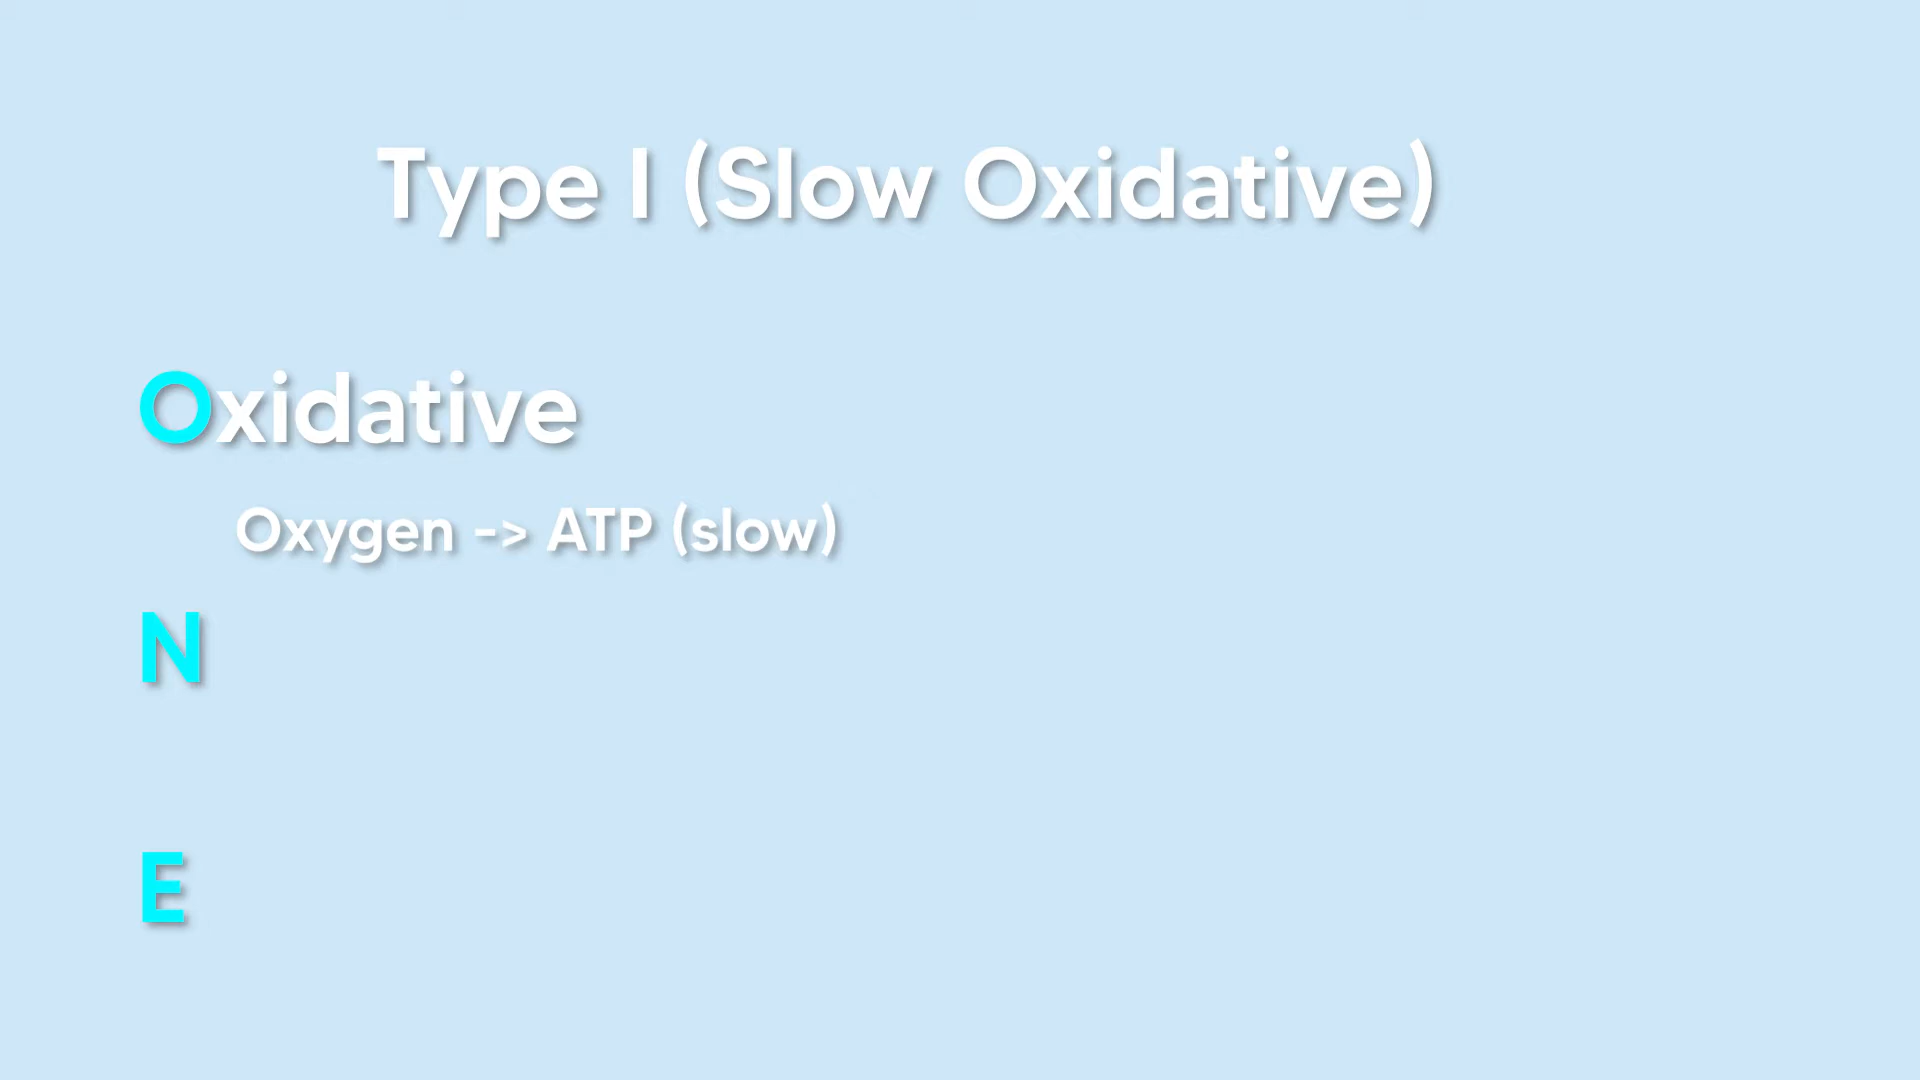 Type I (Slow Oxidative)
Oxidative
Oxygen -> ATP (slow)
N
E